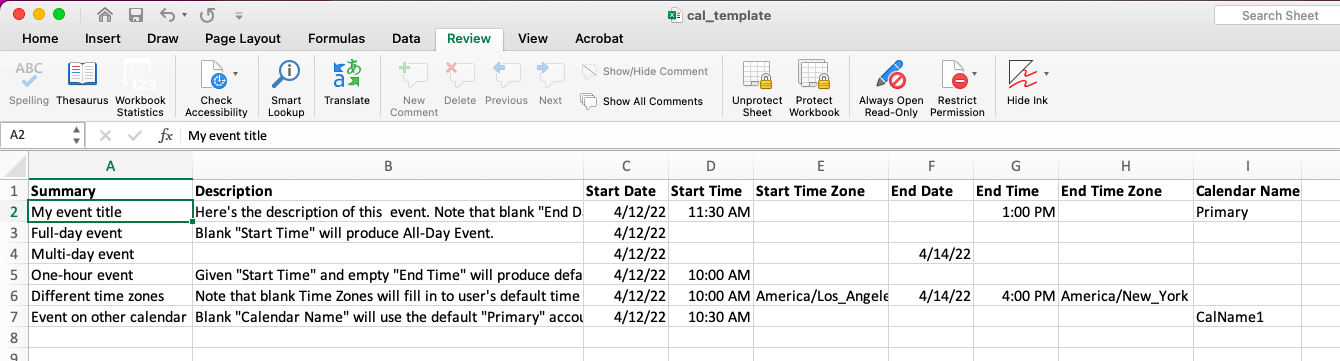 cal_template
Search Sheet
Home Insert Draw Page Layout Formulas Data Review View Acrobat
ABC Spelling
Thesaurus
123 Workbook Statistics
Check Accessibility
Smart Lookup
Translate
New Comment
Delete
Previous
Next
Show/Hide Comment
Show All Comments
Unprotect Sheet
Protect Workbook
Always Open Read-Only
Restrict Permission
Hide Ink
A2 fx My event title
A B C D E F G H I
1 Summary Description Start Date Start Time Start Time Zone End Date End Time End Time Zone Calendar Name
2 My event title Here's the description of this event. Note that blank "End D 4/12/22 11:30 AM 1:00 PM Primary
3 Full-day event Blank "Start Time" will produce All-Day Event. 4/12/22
4 Multi-day event 4/12/22 4/14/22
5 One-hour event Given "Start Time" and empty "End Time" will produce defa 4/12/22 10:00 AM
6 Different time zones Note that blank Time Zones will fill in to user's default time 4/12/22 10:00 AM America/Los_Angele 4/14/22 4:00 PM America/New_York
7 Event on other calendar Blank "Calendar Name" will use the default "Primary" accou 4/12/22 10:30 AM CalName1
8
9